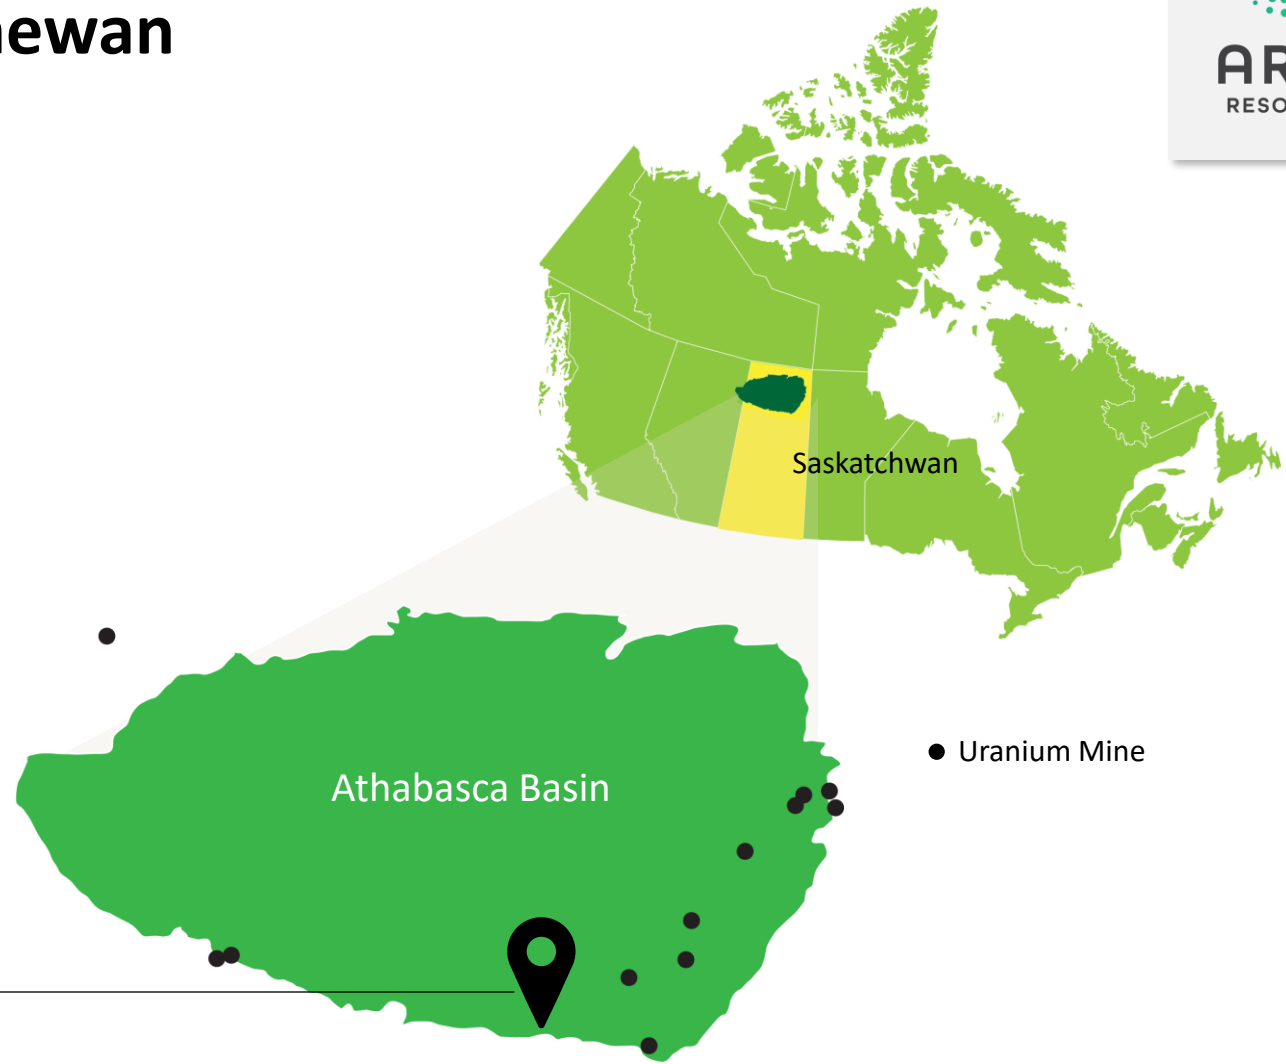 ewan
AR
RESO
Saskatchwan
Uranium Mine
Athabasca Basin